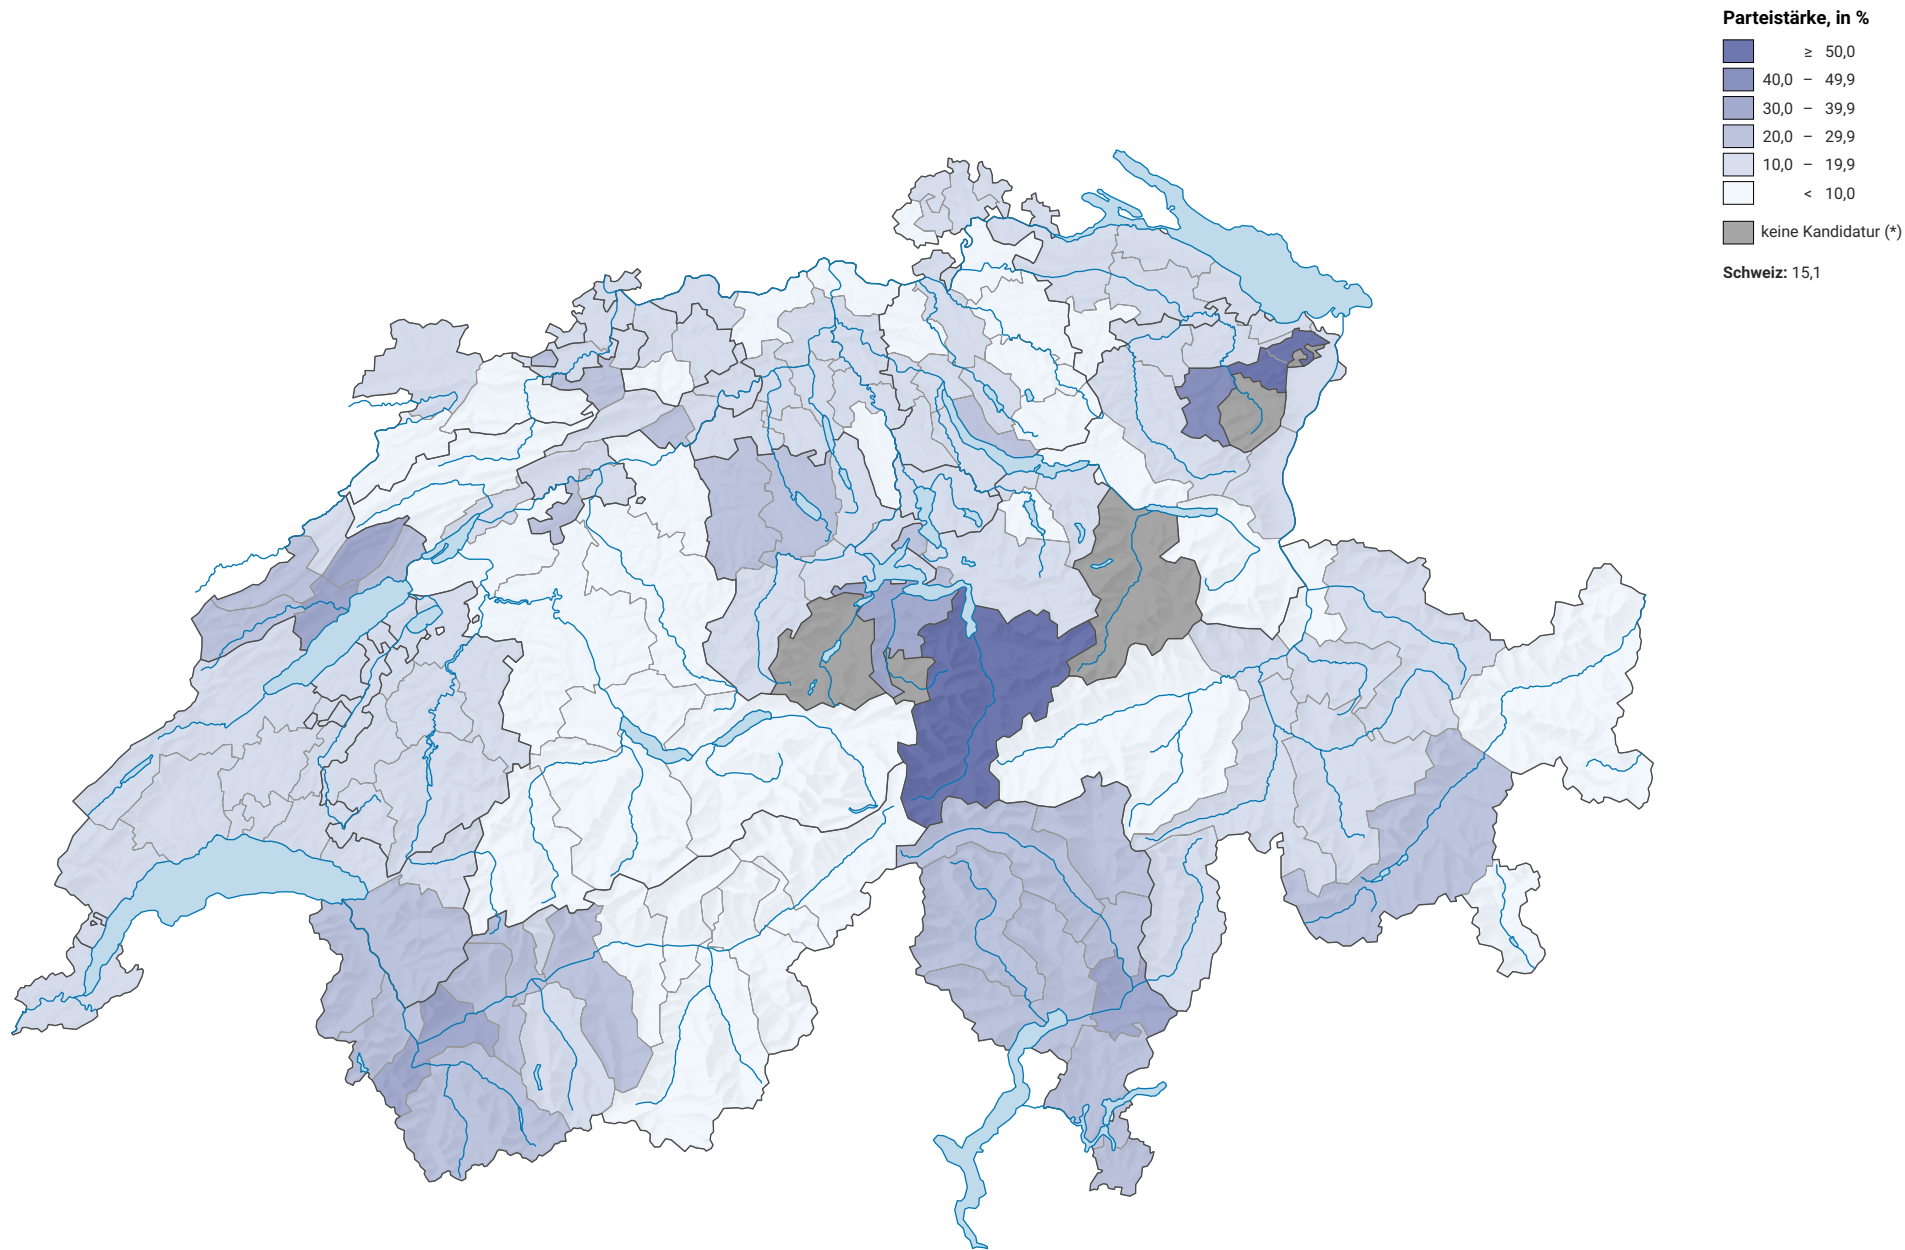 Parteistärke, in %
≥ 50,0
40,0 – 49,9
30,0 – 39,9
20,0 – 29,9
10,0 – 19,9
< 10,0
keine Kandidatur (*)
Schweiz: 15,1